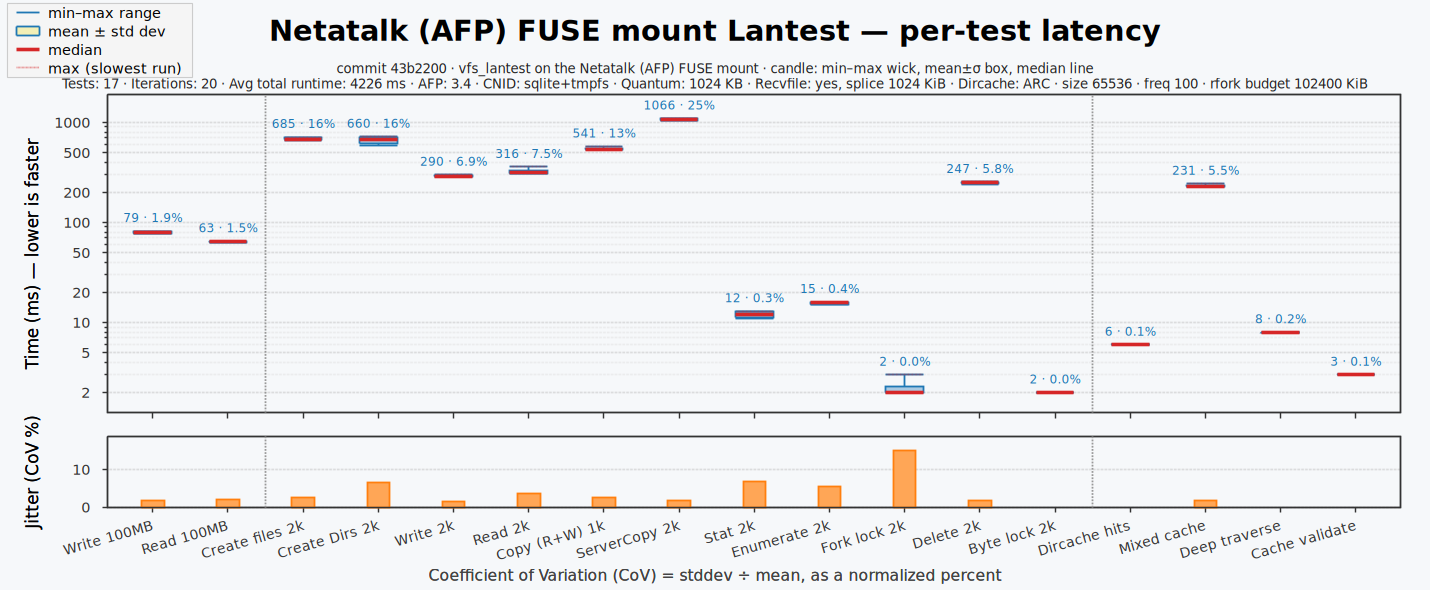 min–max range
mean ± std dev
median
max (slowest run)
Netatalk (AFP) FUSE mount Lantest — per-test latency
commit 43b2200 · vfs_lantest on the Netatalk (AFP) FUSE mount · candle: min–max wick, mean±σ box, median line
Tests: 17 · Iterations: 20 · Avg total runtime: 4226 ms · AFP: 3.4 · CNID: sqlite+tmpfs · Quantum: 1024 KB · Recvfile: yes, splice 1024 KiB · Dircache: ARC · size 65536 · freq 100 · rfork budget 102400 KiB
Time (ms) — lower is faster
1000
500
200
100
50
20
10
5
2
79 · 1.9%
63 · 1.5%
685 · 16%
660 · 16%
290 · 6.9%
316 · 7.5%
541 · 13%
1066 · 25%
12 · 0.3%
15 · 0.4%
2 · 0.0%
247 · 5.8%
2 · 0.0%
6 · 0.1%
231 · 5.5%
8 · 0.2%
3 · 0.1%
Jitter (CoV %)
10
0
Write 100MB
Read 100MB
Create files 2k
Create Dirs 2k
Write 2k
Read 2k
Copy (R+W) 1k
ServerCopy 2k
Stat 2k
Enumerate 2k
Fork lock 2k
Delete 2k
Byte lock 2k
Dircache hits
Mixed cache
Deep traverse
Cache validate
Coefficient of Variation (CoV) = stddev ÷ mean, as a normalized percent